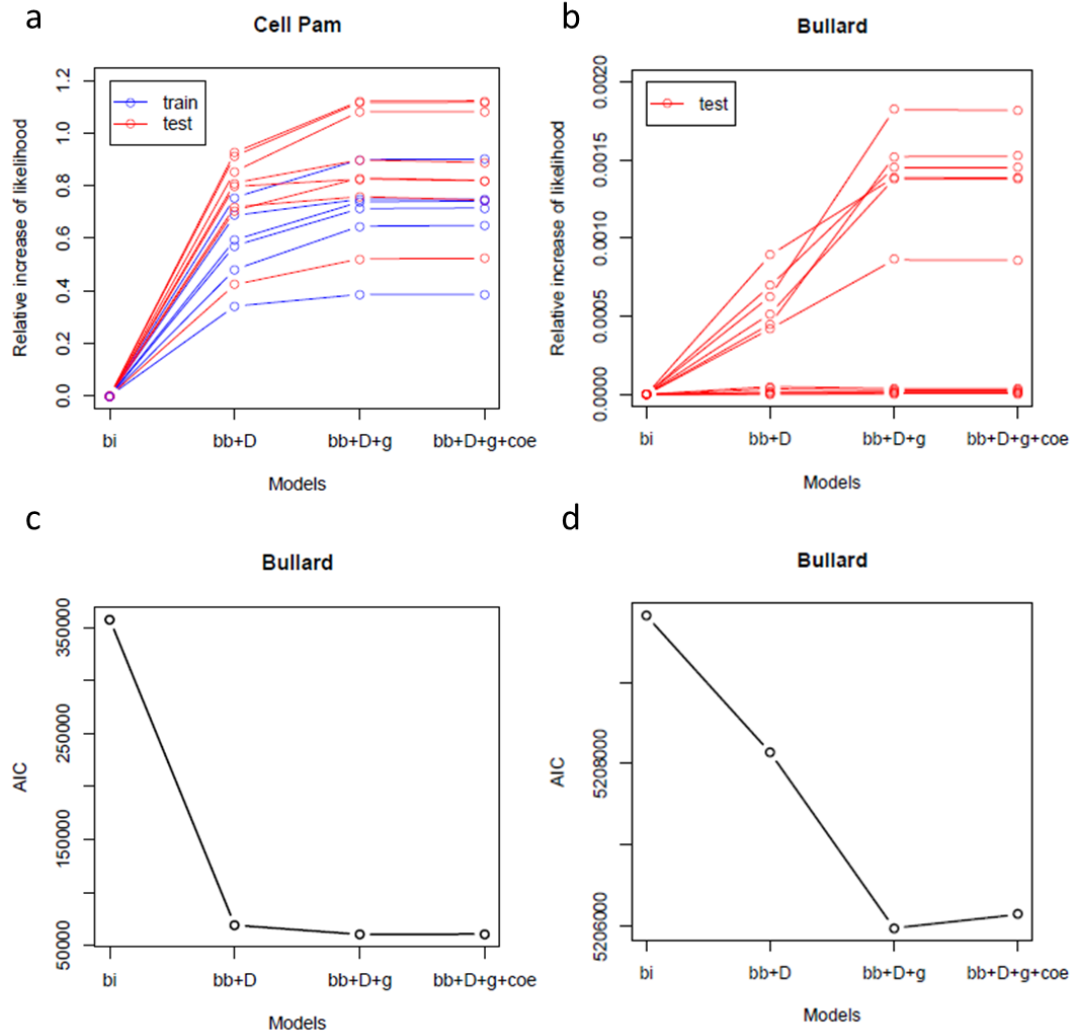 a
Cell Pam
Relative increase of likelihood
1.2
1.0
0.8
0.6
0.4
0.2
0.0
train
test
bi
bb+D
bb+D+g
bb+D+g+coe
Models
b
Bullard
Relative increase of likelihood
0.0020
0.0015
0.0010
0.0005
0.0000
test
bi
bb+D
bb+D+g
bb+D+g+coe
Models
c
Bullard
AIC
350000
250000
150000
50000
bi
bb+D
bb+D+g
bb+D+g+coe
Models
d
Bullard
AIC
5208000
5206000
bi
bb+D
bb+D+g
bb+D+g+coe
Models